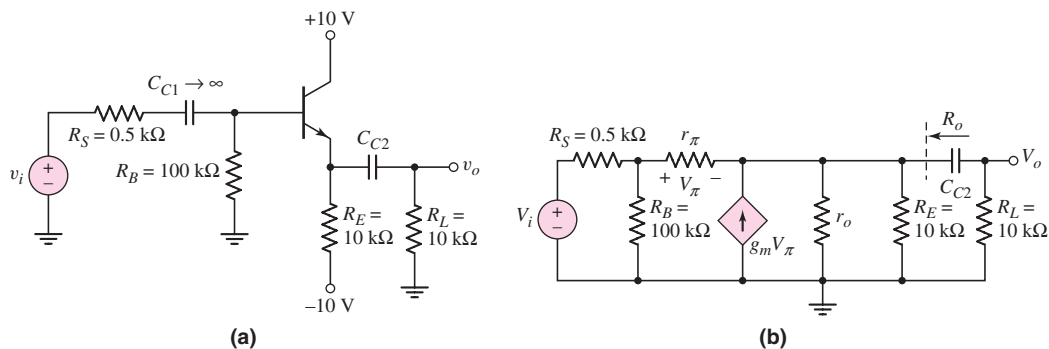 +10 V
C_C1 → ∞
R_S = 0.5 kΩ
R_B = 100 kΩ
v_i
+
−
C_C2
v_o
R_E =
10 kΩ
R_L =
10 kΩ
−10 V
(a)
R_S = 0.5 kΩ
r_π
+ V_π −
R_o
V_o
C_C2
V_i
+
−
R_B =
100 kΩ
g_mV_π
r_o
R_E =
10 kΩ
R_L =
10 kΩ
(b)